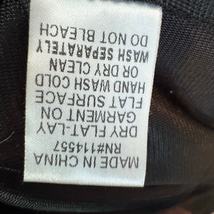 MADE IN CHINA
RN#114557
DRY FLAT-LAY
GARMENT ON
FLAT SURFACE
HAND WASH COLD
OR DRY CLEAN
WASH SEPARATELY
DO NOT BLEACH